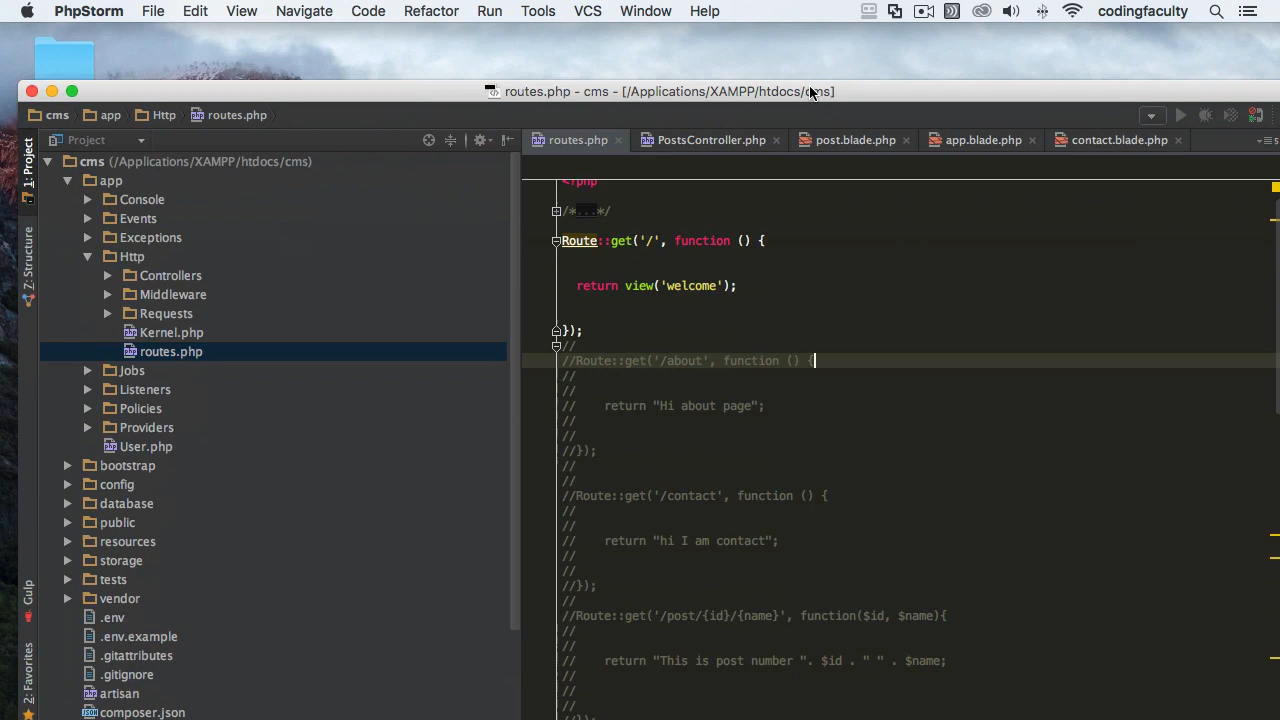 PhpStorm File Edit View Navigate Code Refactor Run Tools VCS Window Help codingfaculty
routes.php - cms - [/Applications/XAMPP/htdocs/cms]
cms app Http routes.php
Project
routes.php PostsController.php post.blade.php app.blade.php contact.blade.php
1: Project
Z: Structure
Gulp
2: Favorites
cms (/Applications/XAMPP/htdocs/cms)
app
Console
Events
Exceptions
Http
Controllers
Middleware
Requests
Kernel.php
routes.php
Jobs
Listeners
Policies
Providers
User.php
bootstrap
config
database
public
resources
storage
tests
vendor
.env
.env.example
.gitattributes
.gitignore
artisan
composer.json
<?php
/*...*/
Route::get('/', function () {
return view('welcome');
});
//
//Route::get('/about', function () {
//
//
//    return "Hi about page";
//
//
//});
//
//
//Route::get('/contact', function () {
//
//
//    return "hi I am contact";
//
//
//});
//
//Route::get('/post/{id}/{name}', function($id, $name){
//
//
//    return "This is post number ". $id . " " . $name;
//
//
//
//});